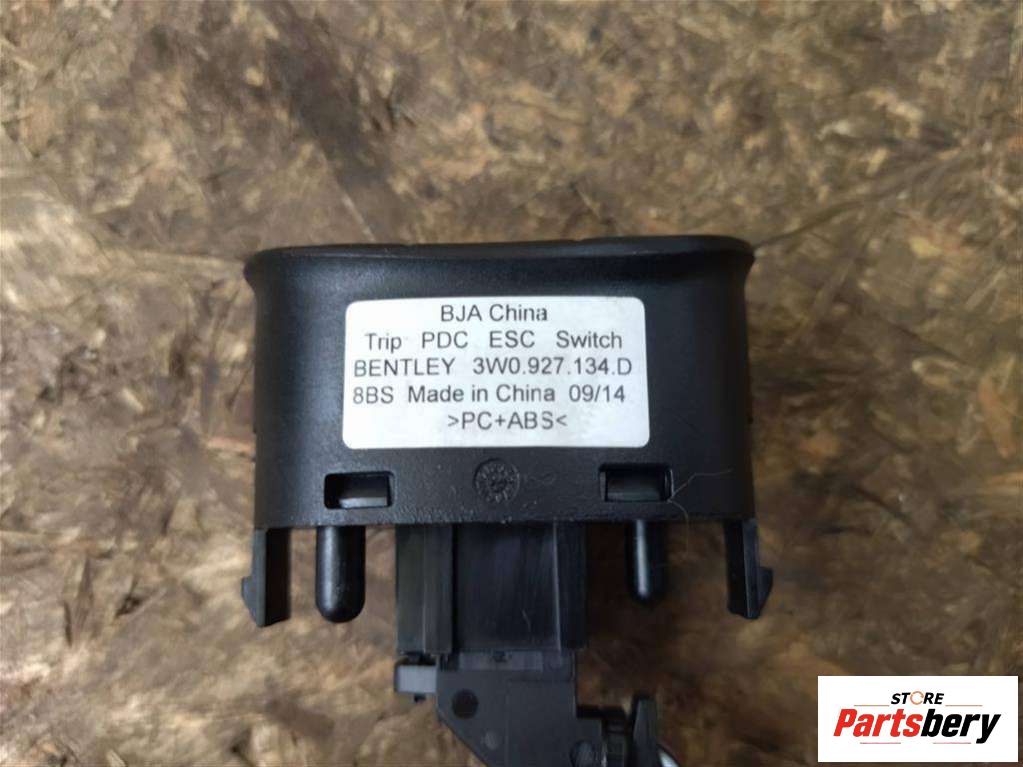 BJA China
Trip PDC ESC Switch
BENTLEY 3W0.927.134.D
8BS Made in China 09/14
>PC+ABS<
STORE
Partsbery